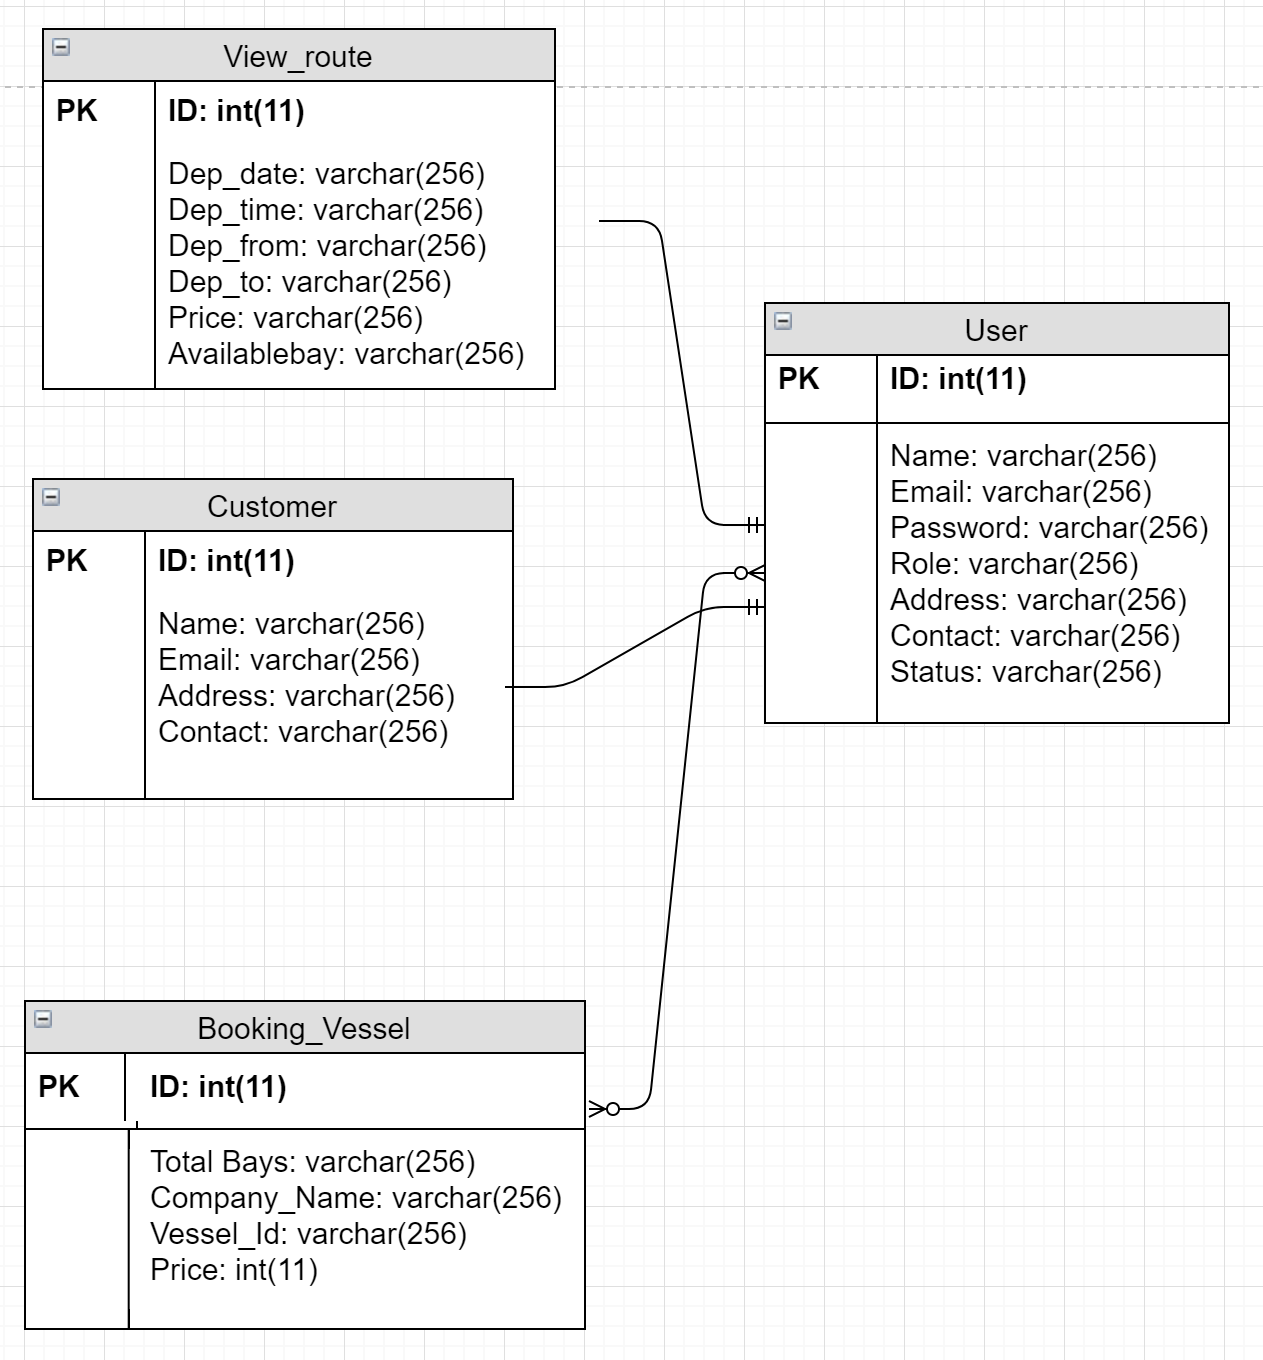 View_route
PK ID: int(11)
Dep_date: varchar(256)
Dep_time: varchar(256)
Dep_from: varchar(256)
Dep_to: varchar(256)
Price: varchar(256)
Availablebay: varchar(256)
User
PK ID: int(11)
Name: varchar(256)
Email: varchar(256)
Password: varchar(256)
Role: varchar(256)
Address: varchar(256)
Contact: varchar(256)
Status: varchar(256)
Customer
PK ID: int(11)
Name: varchar(256)
Email: varchar(256)
Address: varchar(256)
Contact: varchar(256)
Booking_Vessel
PK ID: int(11)
Total Bays: varchar(256)
Company_Name: varchar(256)
Vessel_Id: varchar(256)
Price: int(11)